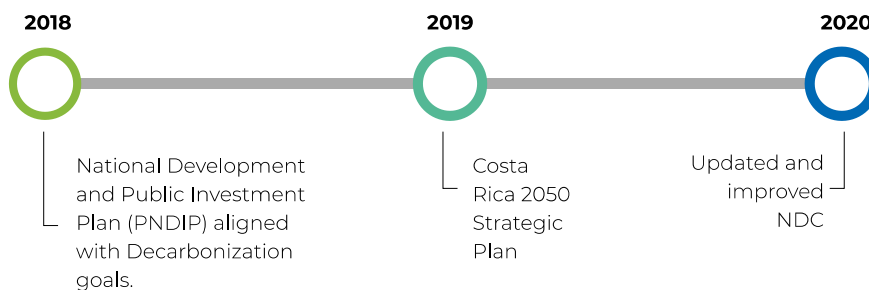 2018
2019
2020
National Development
and Public Investment
Plan (PNDIP) aligned
with Decarbonization
goals.
Costa
Rica 2050
Strategic
Plan
Updated and
improved
NDC